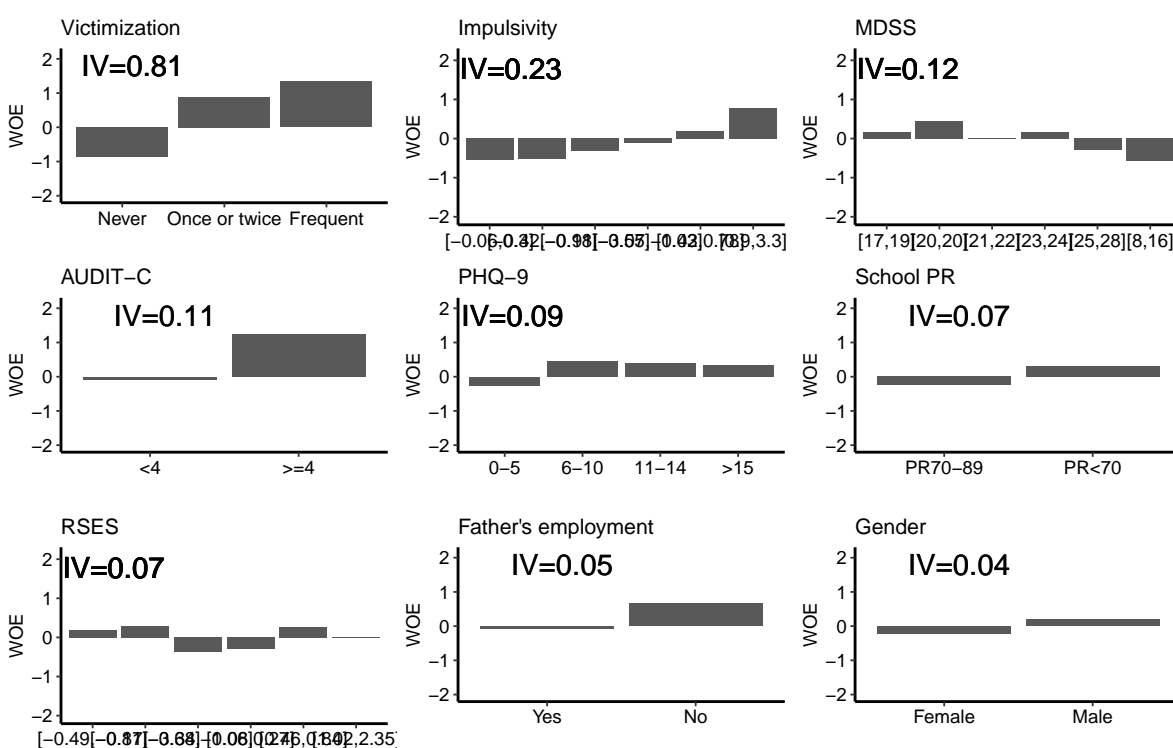 Victimization
IV=0.81
WOE
2
1
0
−1
−2
Never Once or twice Frequent
Impulsivity
IV=0.23
WOE
2
1
0
−1
−2
MDSS
IV=0.12
WOE
2
1
0
−1
−2
[17,19] [20,20] [21,22] [23,24] [25,28] [8,16]
AUDIT−C
IV=0.11
WOE
2
1
0
−1
−2
<4 >=4
PHQ−9
IV=0.09
WOE
2
1
0
−1
−2
0−5 6−10 11−14 >15
School PR
IV=0.07
WOE
2
1
0
−1
−2
PR70−89 PR<70
RSES
IV=0.07
WOE
2
1
0
−1
−2
Father's employment
IV=0.05
WOE
2
1
0
−1
−2
Yes No
Gender
IV=0.04
WOE
2
1
0
−1
−2
Female Male